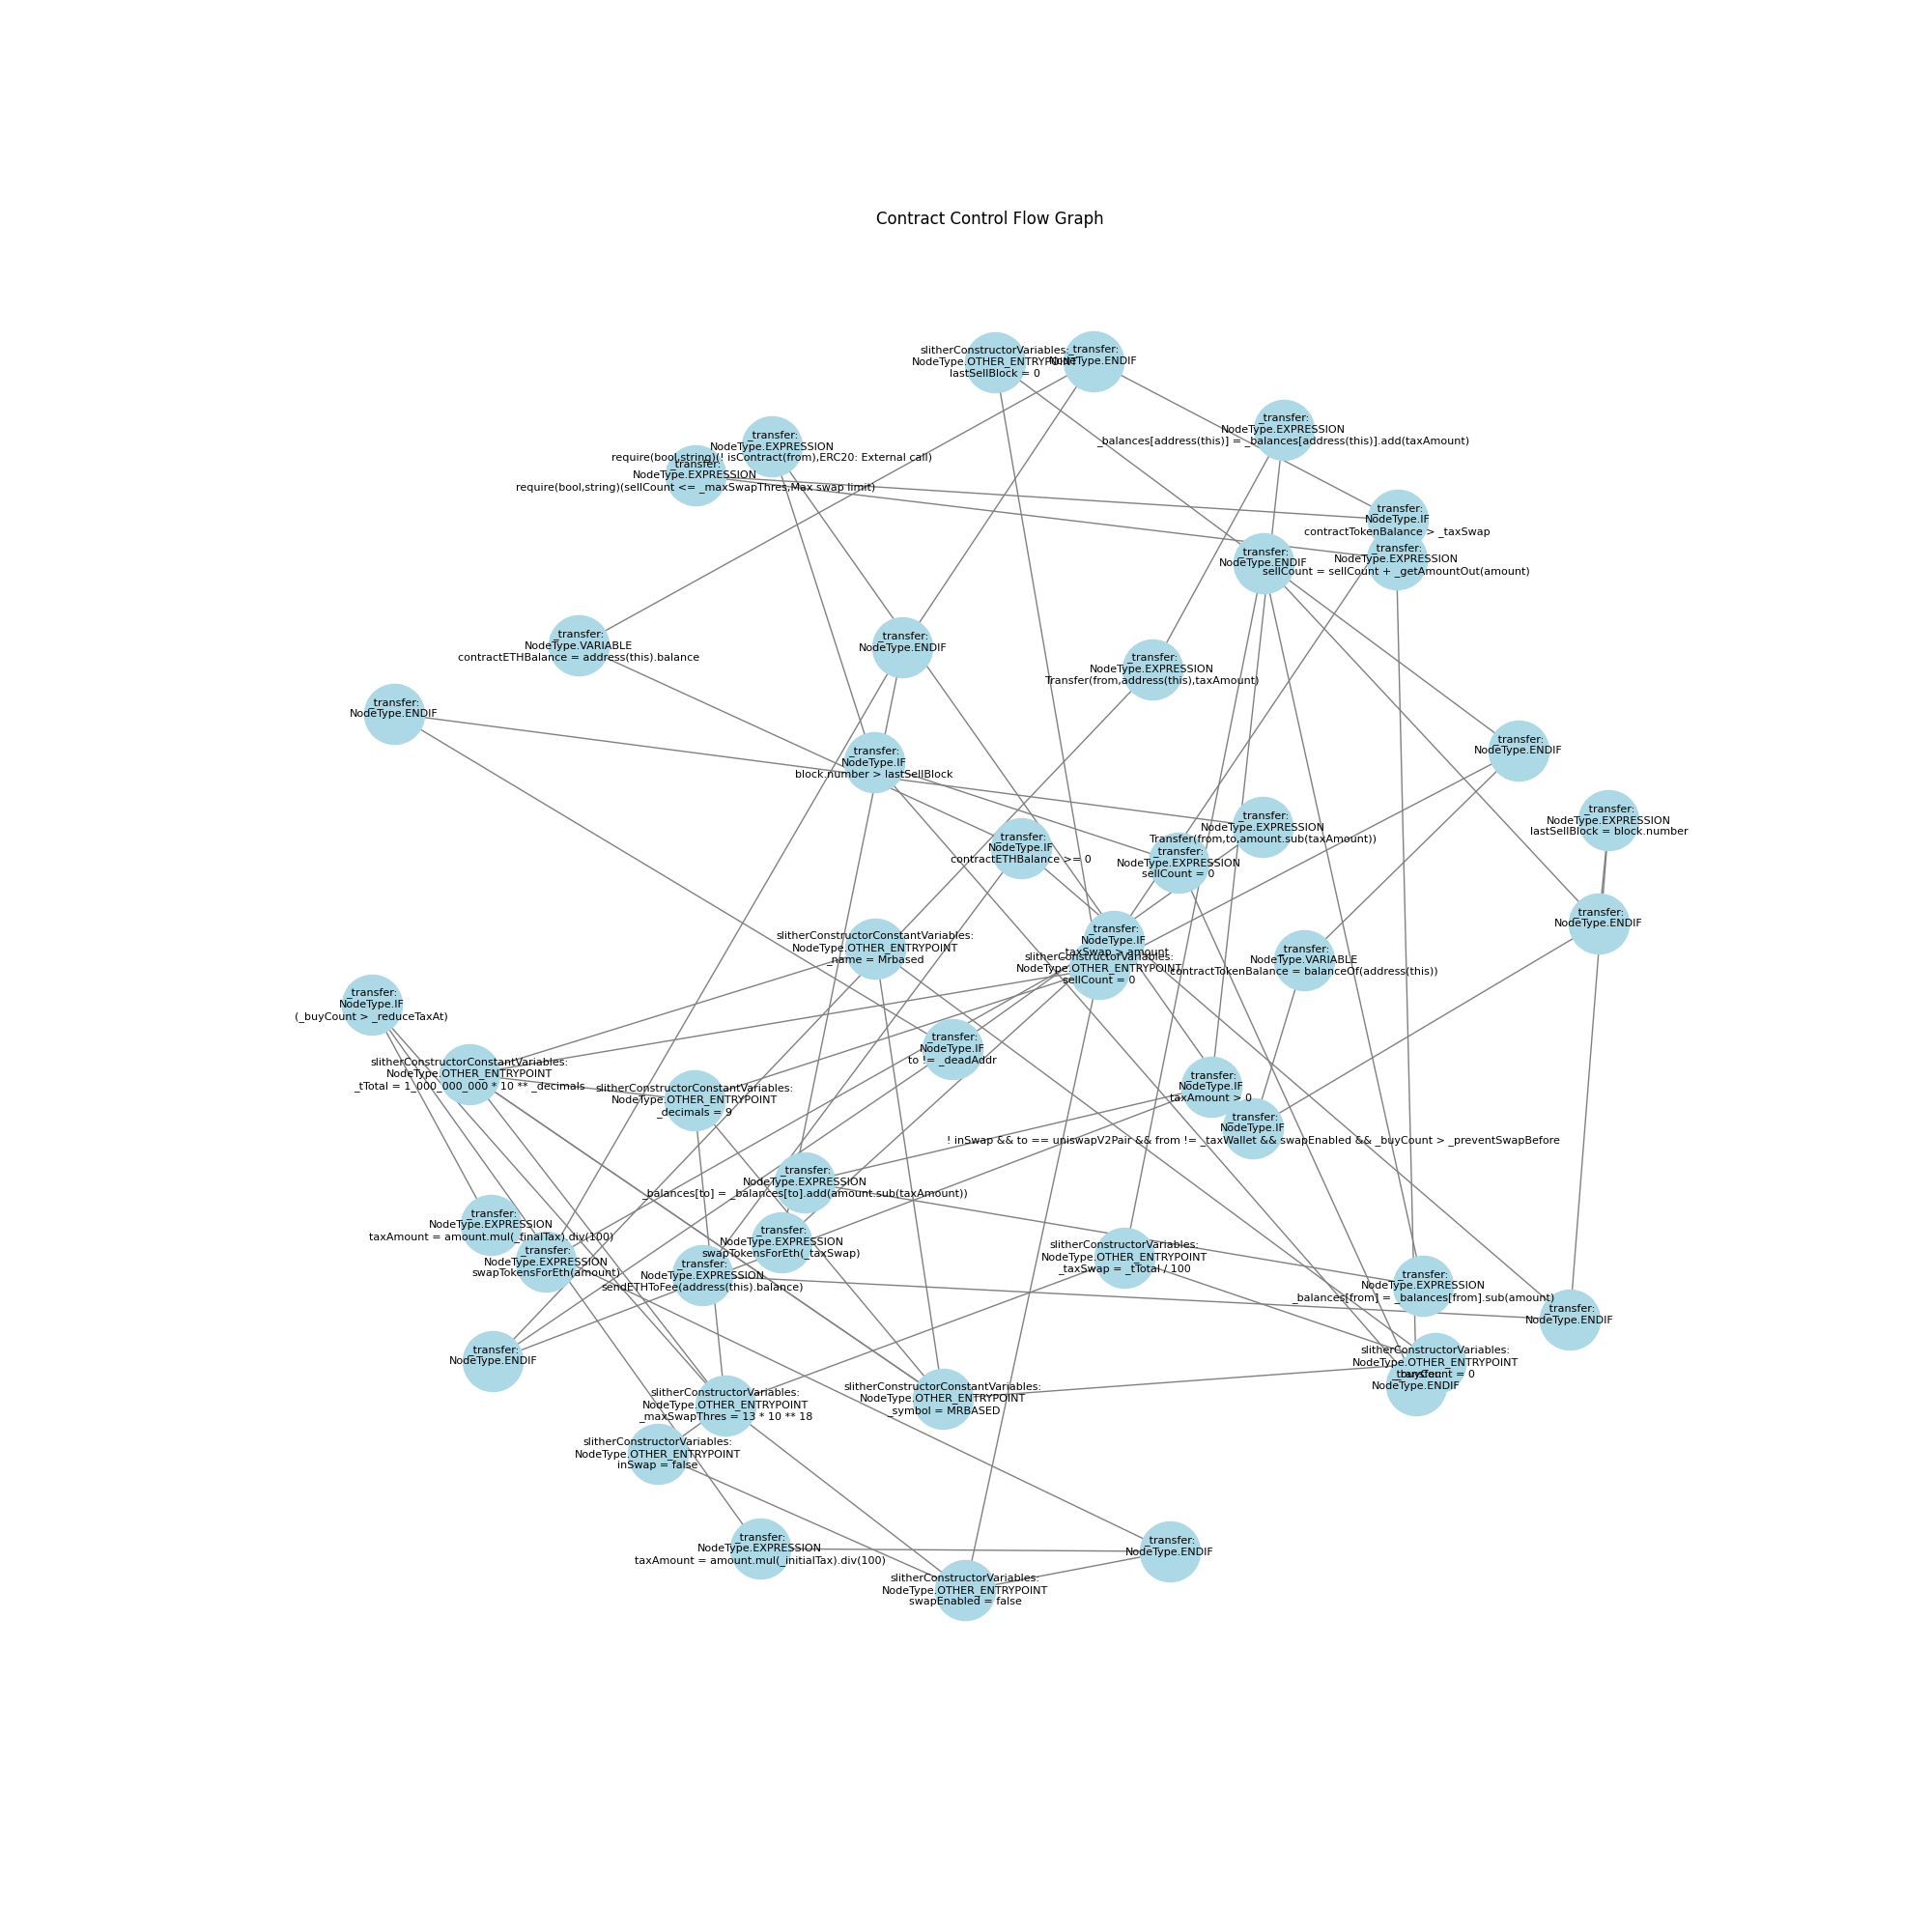 Contract Control Flow Graph
slitherConstructorVariables:
NodeType.OTHER_ENTRYPOINT
lastSellBlock = 0
_transfer:
NodeType.ENDIF
_transfer:
NodeType.EXPRESSION
_balances[address(this)] = _balances[address(this)].add(taxAmount)
_transfer:
NodeType.EXPRESSION
require(bool,string)(! isContract(from),ERC20: External call)
_transfer:
NodeType.EXPRESSION
require(bool,string)(sellCount <= _maxSwapThres,Max swap limit)
_transfer:
NodeType.IF
contractTokenBalance > _taxSwap
_transfer:
NodeType.EXPRESSION
sellCount = sellCount + _getAmountOut(amount)
_transfer:
NodeType.ENDIF
_transfer:
NodeType.VARIABLE
contractETHBalance = address(this).balance
_transfer:
NodeType.ENDIF
_transfer:
NodeType.EXPRESSION
Transfer(from,address(this),taxAmount)
_transfer:
NodeType.ENDIF
_transfer:
NodeType.IF
block.number > lastSellBlock
_transfer:
NodeType.ENDIF
_transfer:
NodeType.EXPRESSION
Transfer(from,to,amount.sub(taxAmount))
_transfer:
NodeType.EXPRESSION
lastSellBlock = block.number
_transfer:
NodeType.IF
contractETHBalance >= 0
_transfer:
NodeType.EXPRESSION
sellCount = 0
_transfer:
NodeType.ENDIF
slitherConstructorConstantVariables:
NodeType.OTHER_ENTRYPOINT
_name = Mrbased
_transfer:
NodeType.IF
_taxSwap > amount
slitherConstructorVariables:
NodeType.OTHER_ENTRYPOINT
sellCount = 0
_transfer:
NodeType.VARIABLE
contractTokenBalance = balanceOf(address(this))
_transfer:
NodeType.IF
(_buyCount > _reduceTaxAt)
_transfer:
NodeType.IF
to != _deadAddr
slitherConstructorConstantVariables:
NodeType.OTHER_ENTRYPOINT
_tTotal = 1_000_000_000 * 10 ** _decimals
slitherConstructorConstantVariables:
NodeType.OTHER_ENTRYPOINT
_decimals = 9
_transfer:
NodeType.IF
taxAmount > 0
_transfer:
NodeType.IF
! inSwap && to == uniswapV2Pair && from != _taxWallet && swapEnabled && _buyCount > _preventSwapBefore
_transfer:
NodeType.EXPRESSION
_balances[to] = _balances[to].add(amount.sub(taxAmount))
_transfer:
NodeType.EXPRESSION
taxAmount = amount.mul(_finalTax).div(100)
_transfer:
NodeType.EXPRESSION
swapTokensForEth(_taxSwap)
_transfer:
NodeType.EXPRESSION
swapTokensForEth(amount)
_transfer:
NodeType.EXPRESSION
sendETHToFee(address(this).balance)
slitherConstructorVariables:
NodeType.OTHER_ENTRYPOINT
_taxSwap = _tTotal / 100
_transfer:
NodeType.EXPRESSION
_balances[from] = _balances[from].sub(amount)
_transfer:
NodeType.ENDIF
_transfer:
NodeType.ENDIF
slitherConstructorVariables:
NodeType.OTHER_ENTRYPOINT
_buyCount = 0
_transfer:
NodeType.ENDIF
slitherConstructorVariables:
NodeType.OTHER_ENTRYPOINT
_maxSwapThres = 13 * 10 ** 18
slitherConstructorConstantVariables:
NodeType.OTHER_ENTRYPOINT
_symbol = MRBASED
slitherConstructorVariables:
NodeType.OTHER_ENTRYPOINT
inSwap = false
_transfer:
NodeType.EXPRESSION
taxAmount = amount.mul(_initialTax).div(100)
_transfer:
NodeType.ENDIF
slitherConstructorVariables:
NodeType.OTHER_ENTRYPOINT
swapEnabled = false